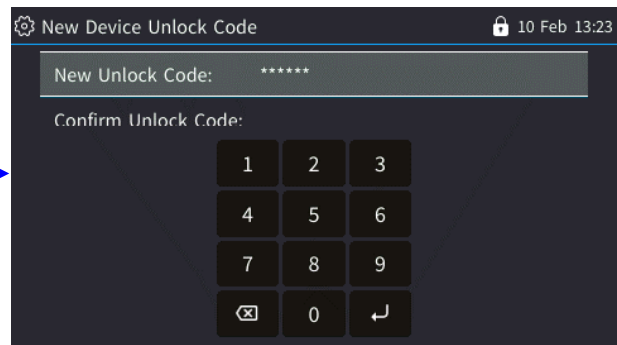 New Device Unlock Code 10 Feb 13:23
New Unlock Code: ******
Confirm Unlock Code:
1 2 3
4 5 6
7 8 9
0